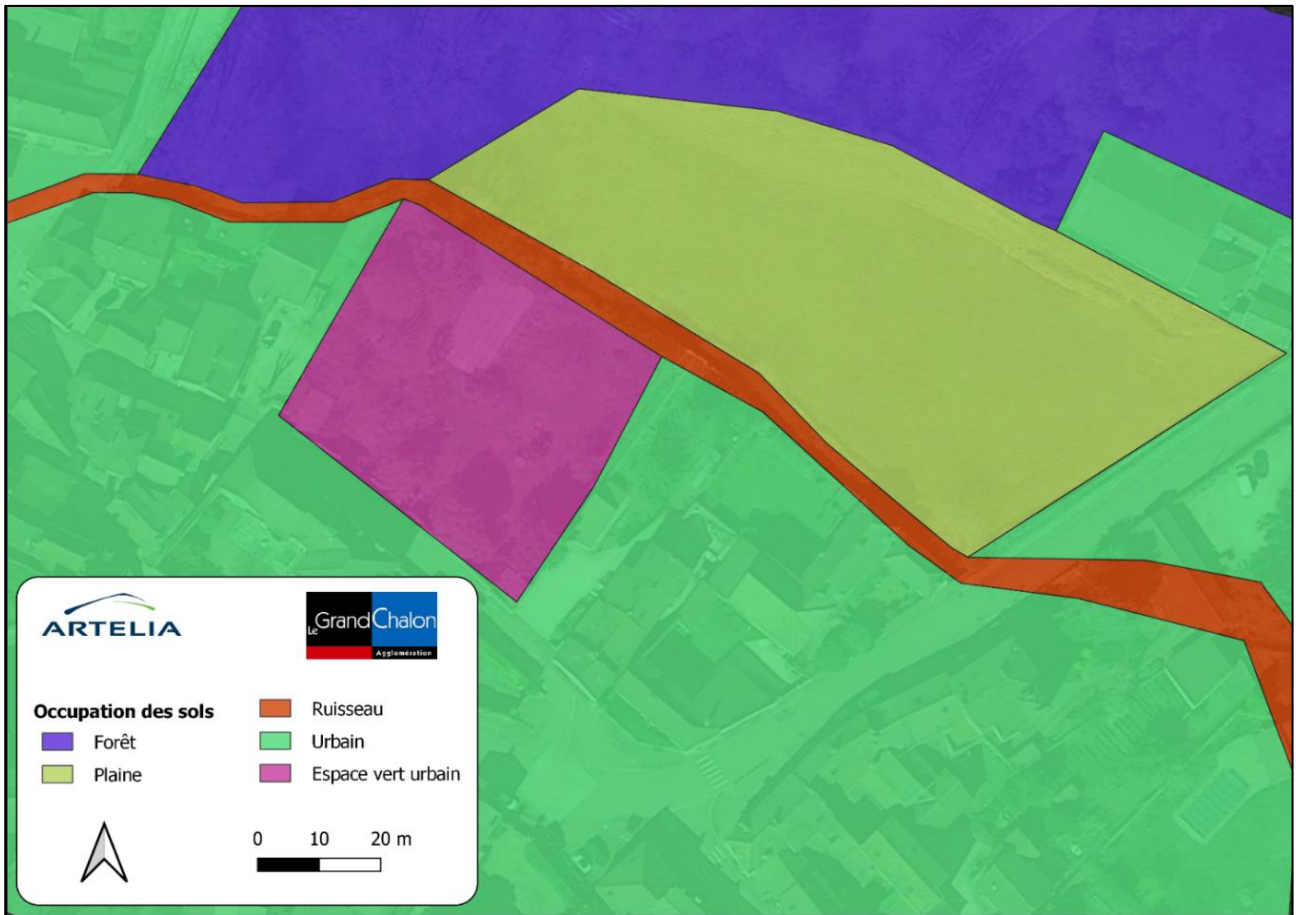 ARTELIA
Le Grand Chalon
Agglomération
Occupation des sols
Forêt
Plaine
Ruisseau
Urbain
Espace vert urbain
0 10 20 m